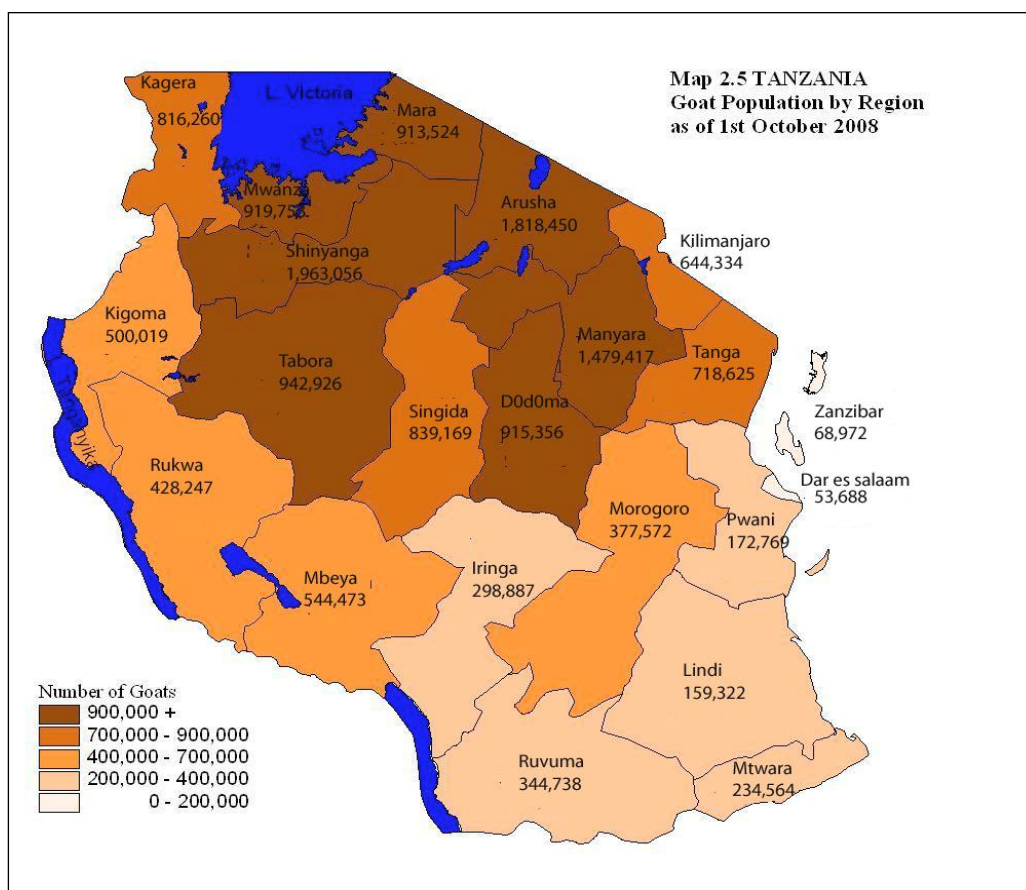 Map 2.5 TANZANIA
Goat Population by Region
as of 1st October 2008
Kagera
816,260
L. Victoria
Mara
913,524
Mwanza
919,753
Arusha
1,818,450
Shinyanga
1,963,056
Kilimanjaro
644,334
Kigoma
500,019
Tabora
942,926
Singida
839,169
D0d0ma
915,356
Manyara
1,479,417
Tanga
718,625
Zanzibar
68,972
Dar es salaam
53,688
Tanganyika
Rukwa
428,247
Morogoro
377,572
Pwani
172,769
Mbeya
544,473
Iringa
298,887
Lindi
159,322
Ruvuma
344,738
Mtwara
234,564
Number of Goats
900,000 +
700,000 - 900,000
400,000 - 700,000
200,000 - 400,000
0 - 200,000